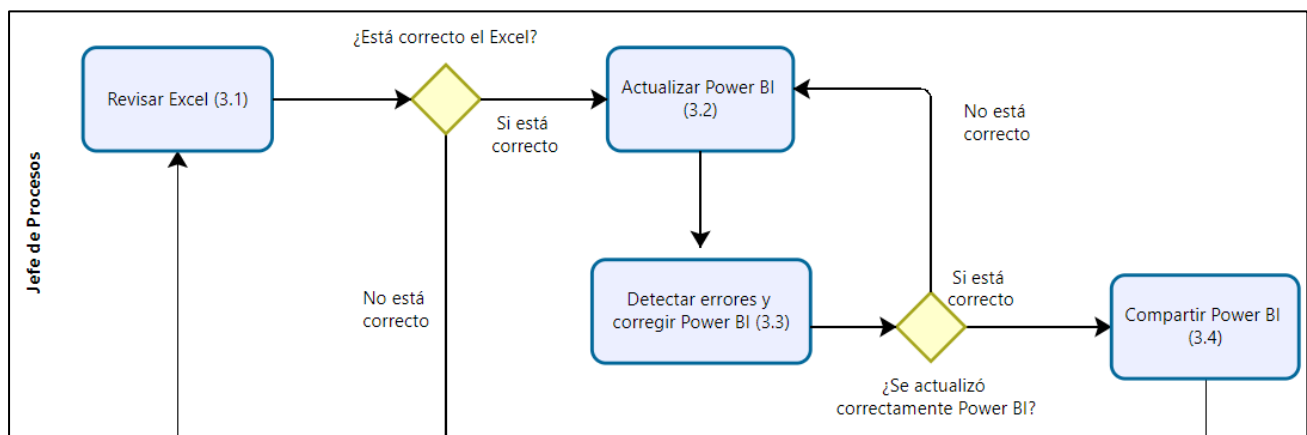 Jefe de Procesos
¿Está correcto el Excel?
Revisar Excel (3.1)
Si está
correcto
Actualizar Power BI
(3.2)
No está
correcto
No está
correcto
Detectar errores y
corregir Power BI (3.3)
Si está
correcto
Compartir Power BI
(3.4)
¿Se actualizó
correctamente Power BI?